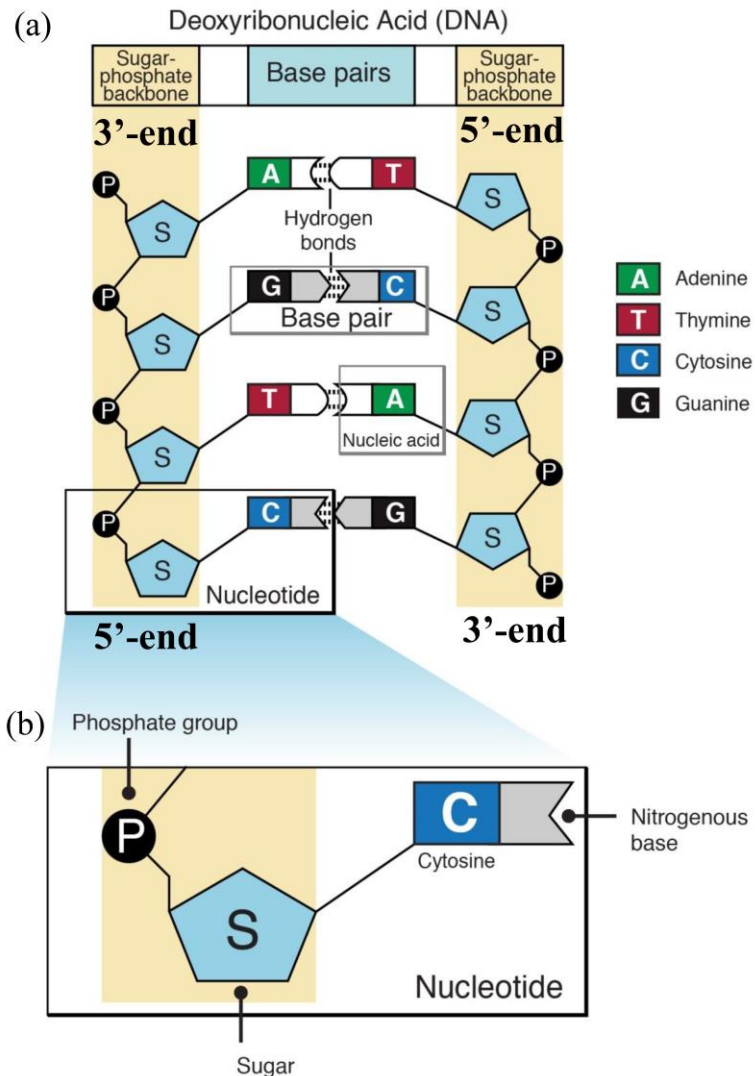 (a)
Deoxyribonucleic Acid (DNA)
Sugar-
phosphate
backbone
Base pairs
Sugar-
phosphate
backbone
3’-end
5’-end
P
S
A
T
S
P
Hydrogen
bonds
P
S
G
C
S
P
Base pair
A
Adenine
T
Thymine
C
Cytosine
G
Guanine
P
S
T
A
S
P
Nucleic acid
P
S
C
G
S
P
Nucleotide
5’-end
3’-end
(b)
Phosphate group
P
S
C
Cytosine
Nitrogenous
base
Nucleotide
Sugar